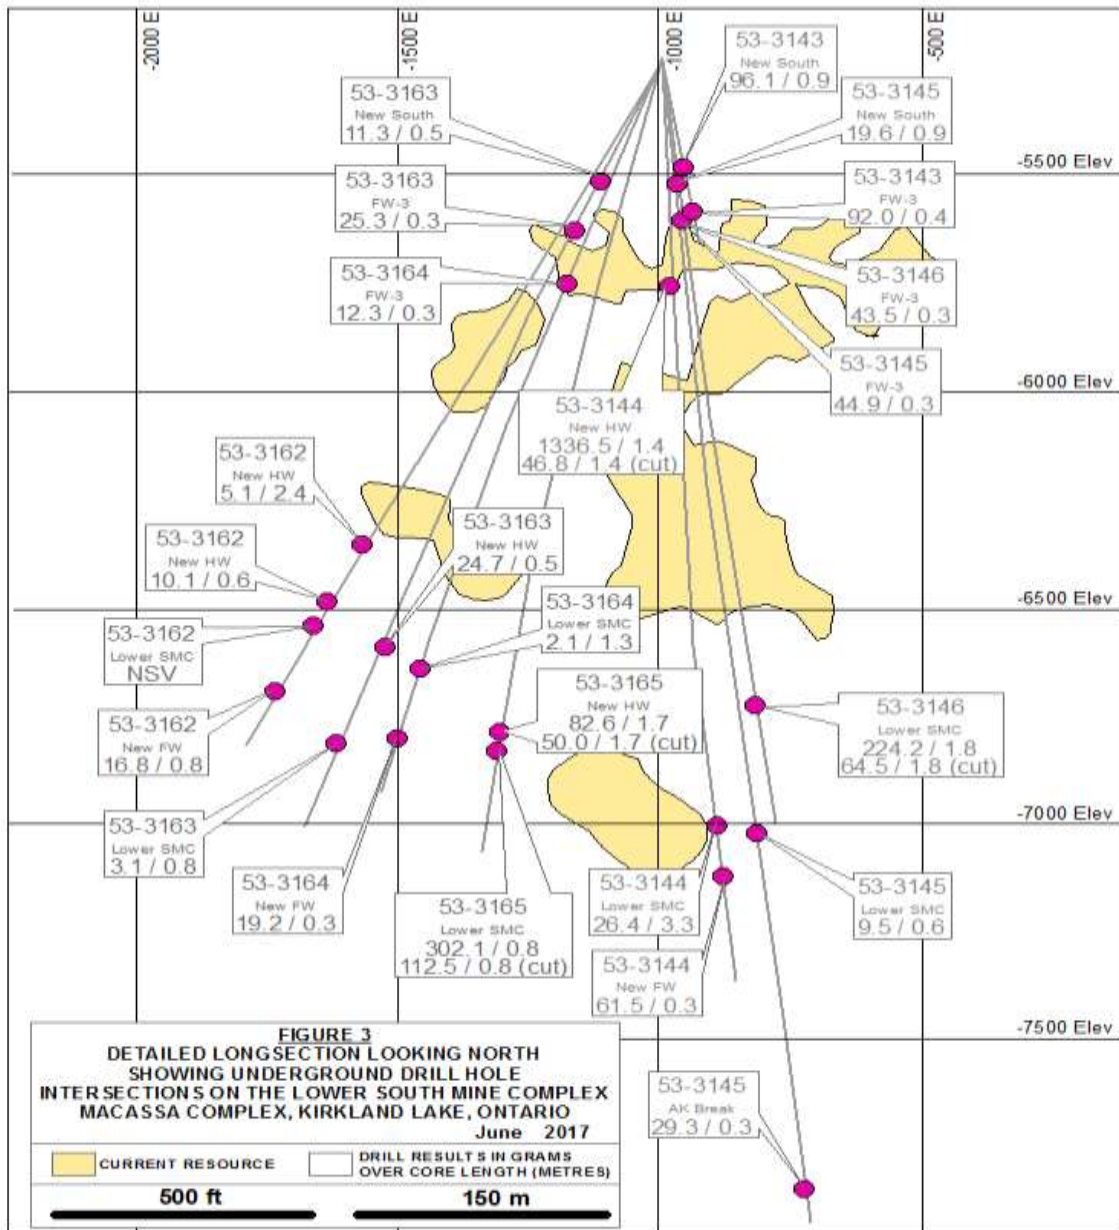 -2000 E
-1500 E
-1000 E
-500 E
53-3143
New South
96.1 / 0.9
53-3163
New South
11.3 / 0.5
53-3145
New South
19.6 / 0.9
-5500 Elev
53-3163
FW-3
25.3 / 0.3
53-3143
FW-3
92.0 / 0.4
53-3164
FW-3
12.3 / 0.3
53-3146
FW-3
43.5 / 0.3
53-3145
FW-3
44.9 / 0.3
-6000 Elev
53-3144
New HW
1336.5 / 1.4
46.8 / 1.4 (cut)
53-3162
New HW
5.1 / 2.4
53-3163
New HW
24.7 / 0.5
53-3162
New HW
10.1 / 0.6
-6500 Elev
53-3164
Lower SMC
2.1 / 1.3
53-3162
Lower SMC
NSV
53-3165
New HW
82.6 / 1.7
50.0 / 1.7 (cut)
53-3146
Lower SMC
224.2 / 1.8
64.5 / 1.8 (cut)
53-3162
New FW
16.8 / 0.8
-7000 Elev
53-3163
Lower SMC
3.1 / 0.8
53-3164
New FW
19.2 / 0.3
53-3165
Lower SMC
302.1 / 0.8
112.5 / 0.8 (cut)
53-3144
Lower SMC
26.4 / 3.3
53-3145
Lower SMC
9.5 / 0.6
53-3144
New FW
61.5 / 0.3
-7500 Elev
53-3145
AK Break
29.3 / 0.3
FIGURE 3
DETAILED LONGSECTION LOOKING NORTH
SHOWING UNDERGROUND DRILL HOLE
INTERSECTIONS ON THE LOWER SOUTH MINE COMPLEX
MACASSA COMPLEX, KIRKLAND LAKE, ONTARIO
June 2017
CURRENT RESOURCE
DRILL RESULTS IN GRAMS
OVER CORE LENGTH (METRES)
500 ft
150 m